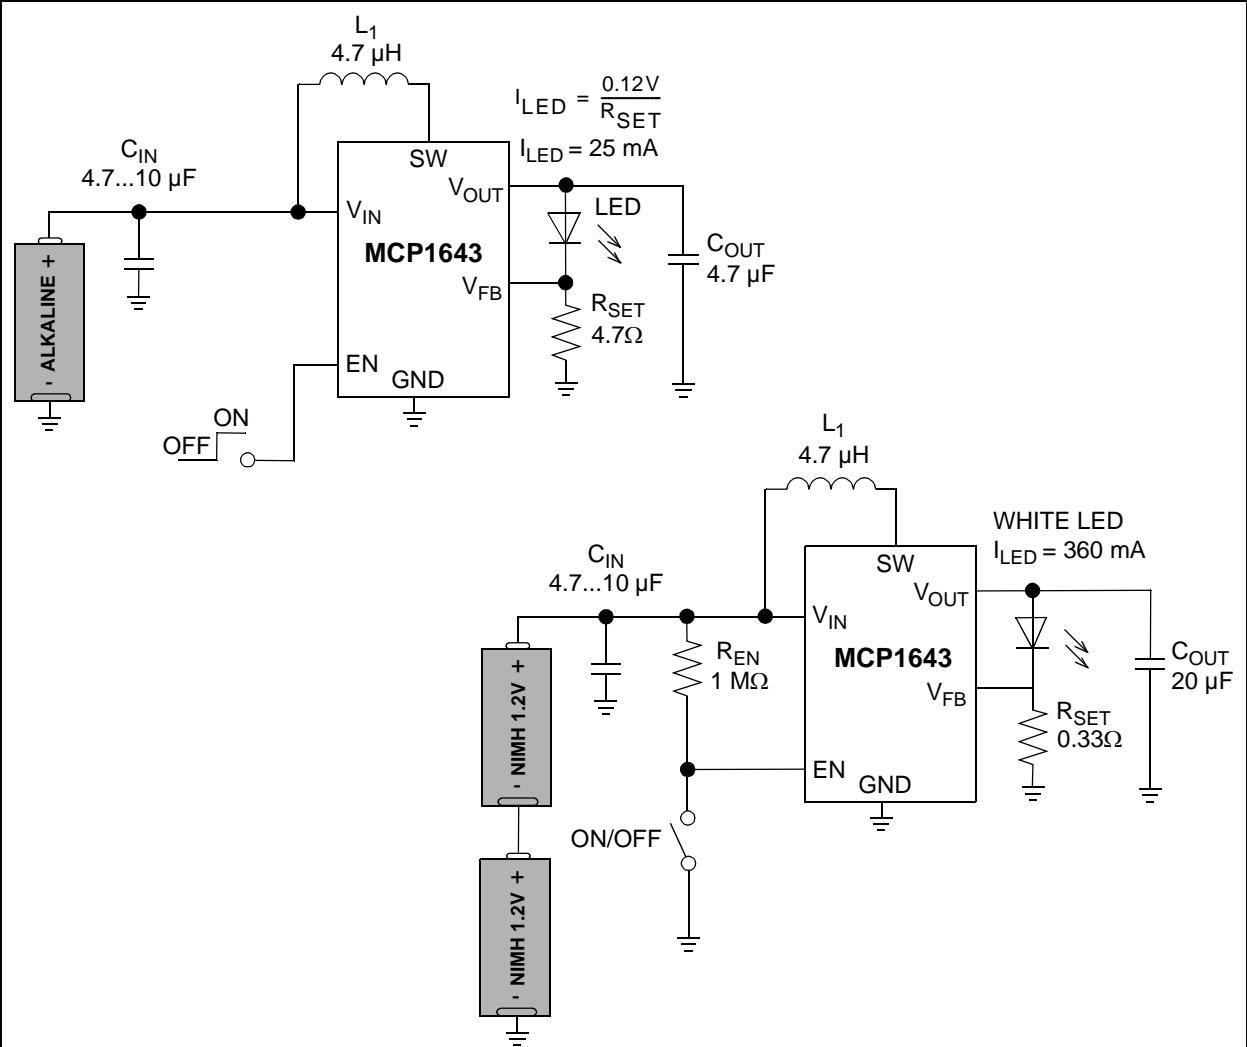 L1
4.7 µH
ILED = 0.12V / RSET
ILED = 25 mA
CIN
4.7...10 µF
SW
VOUT
VIN
LED
MCP1643
COUT
4.7 µF
VFB
RSET
4.7Ω
- ALKALINE +
EN
GND
ON
OFF
L1
4.7 µH
WHITE LED
ILED = 360 mA
CIN
4.7...10 µF
SW
VOUT
VIN
REN
1 MΩ
MCP1643
COUT
20 µF
VFB
RSET
0.33Ω
- NIMH 1.2V +
EN
GND
ON/OFF
- NIMH 1.2V +